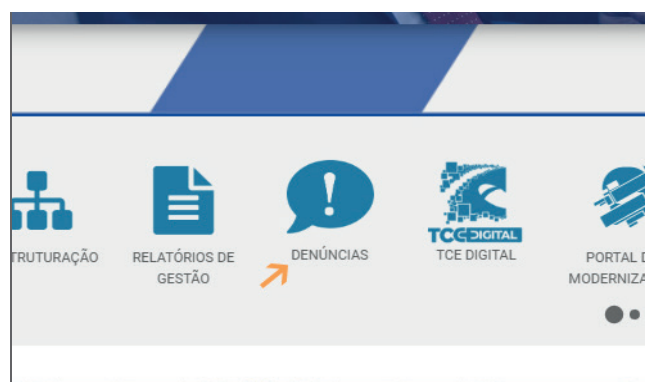 TRUTURAÇÃO
RELATÓRIOS DE
GESTÃO
!
DENÚNCIAS
TCE DIGITAL
TCE DIGITAL
PORTAL D
MODERNIZA